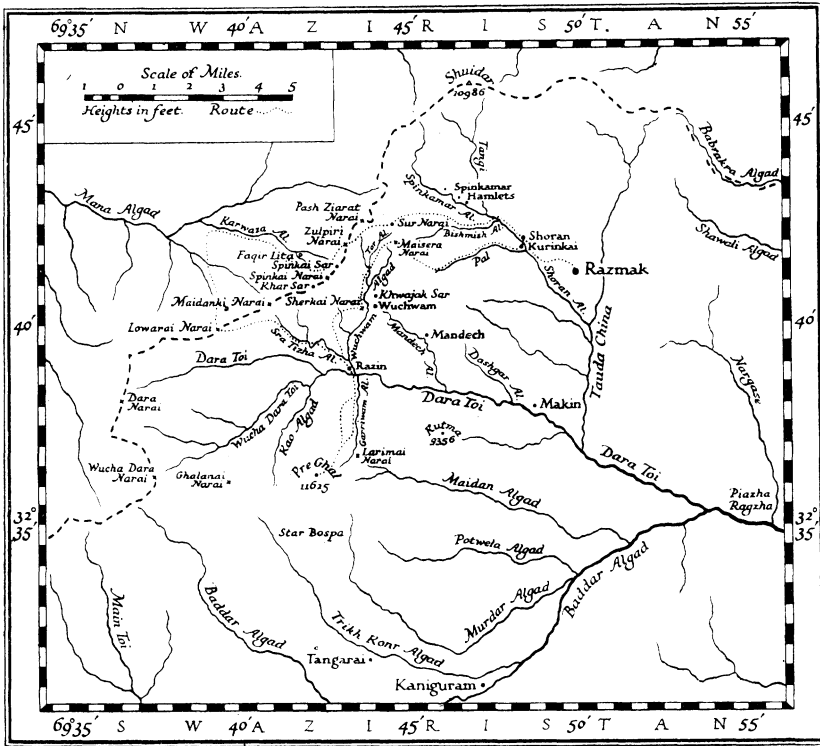 69°35′ N W 40′ A Z I 45′ R I S 50′ T. A N 55′
Scale of Miles.
1 0 1 2 3 4 5
Heights in feet. Route
Shuidar
10986
45′
45′
Babrakra Algad
Tangi
Spinkamar Al.
Spinkamar
Hamlets
Mana Algad
Pash Ziarat
Narai
Karwaza Al.
Zulpiri
Narai
Sur Narai
Bishmish Al.
Tor Al.
Maisera
Narai
Shoran
Kurinkai
Shawali Algad
Faqir Lita
Spinkai Sar
Spinkai Narai
Khar Sar
Pal
Razmak
Shoran Al.
Maidanki Narai
Sherkai Narai
Khwajak Sar
Wuchwam
Wuchwam Algad
40′
40′
Lowarai Narai
Sra Tizha Al.
Mandech
Mandech Al.
Tauda China
Dara Toi
Razin
Dashgar Al.
Nargase
Dara
Narai
Dara Toi
Makin
Wucha Dara Toi
Kao Algad
Garriwam Al.
Rutma
9356
Dara Toi
Wucha Dara
Narai
Ghalanai
Narai
Pre Ghal
11615
Larimai
Narai
Maidan Algad
Piazha
Ragzha
32°
35′
32°
35′
Star Bospa
Potwela Algad
Baddar Algad
Main Toi
Baddar Algad
Trikh Konr Algad
Murdar Algad
Tangarai
Kaniguram
69°35′ S W 40′ A Z I 45′ R I S 50′ T A N 55′